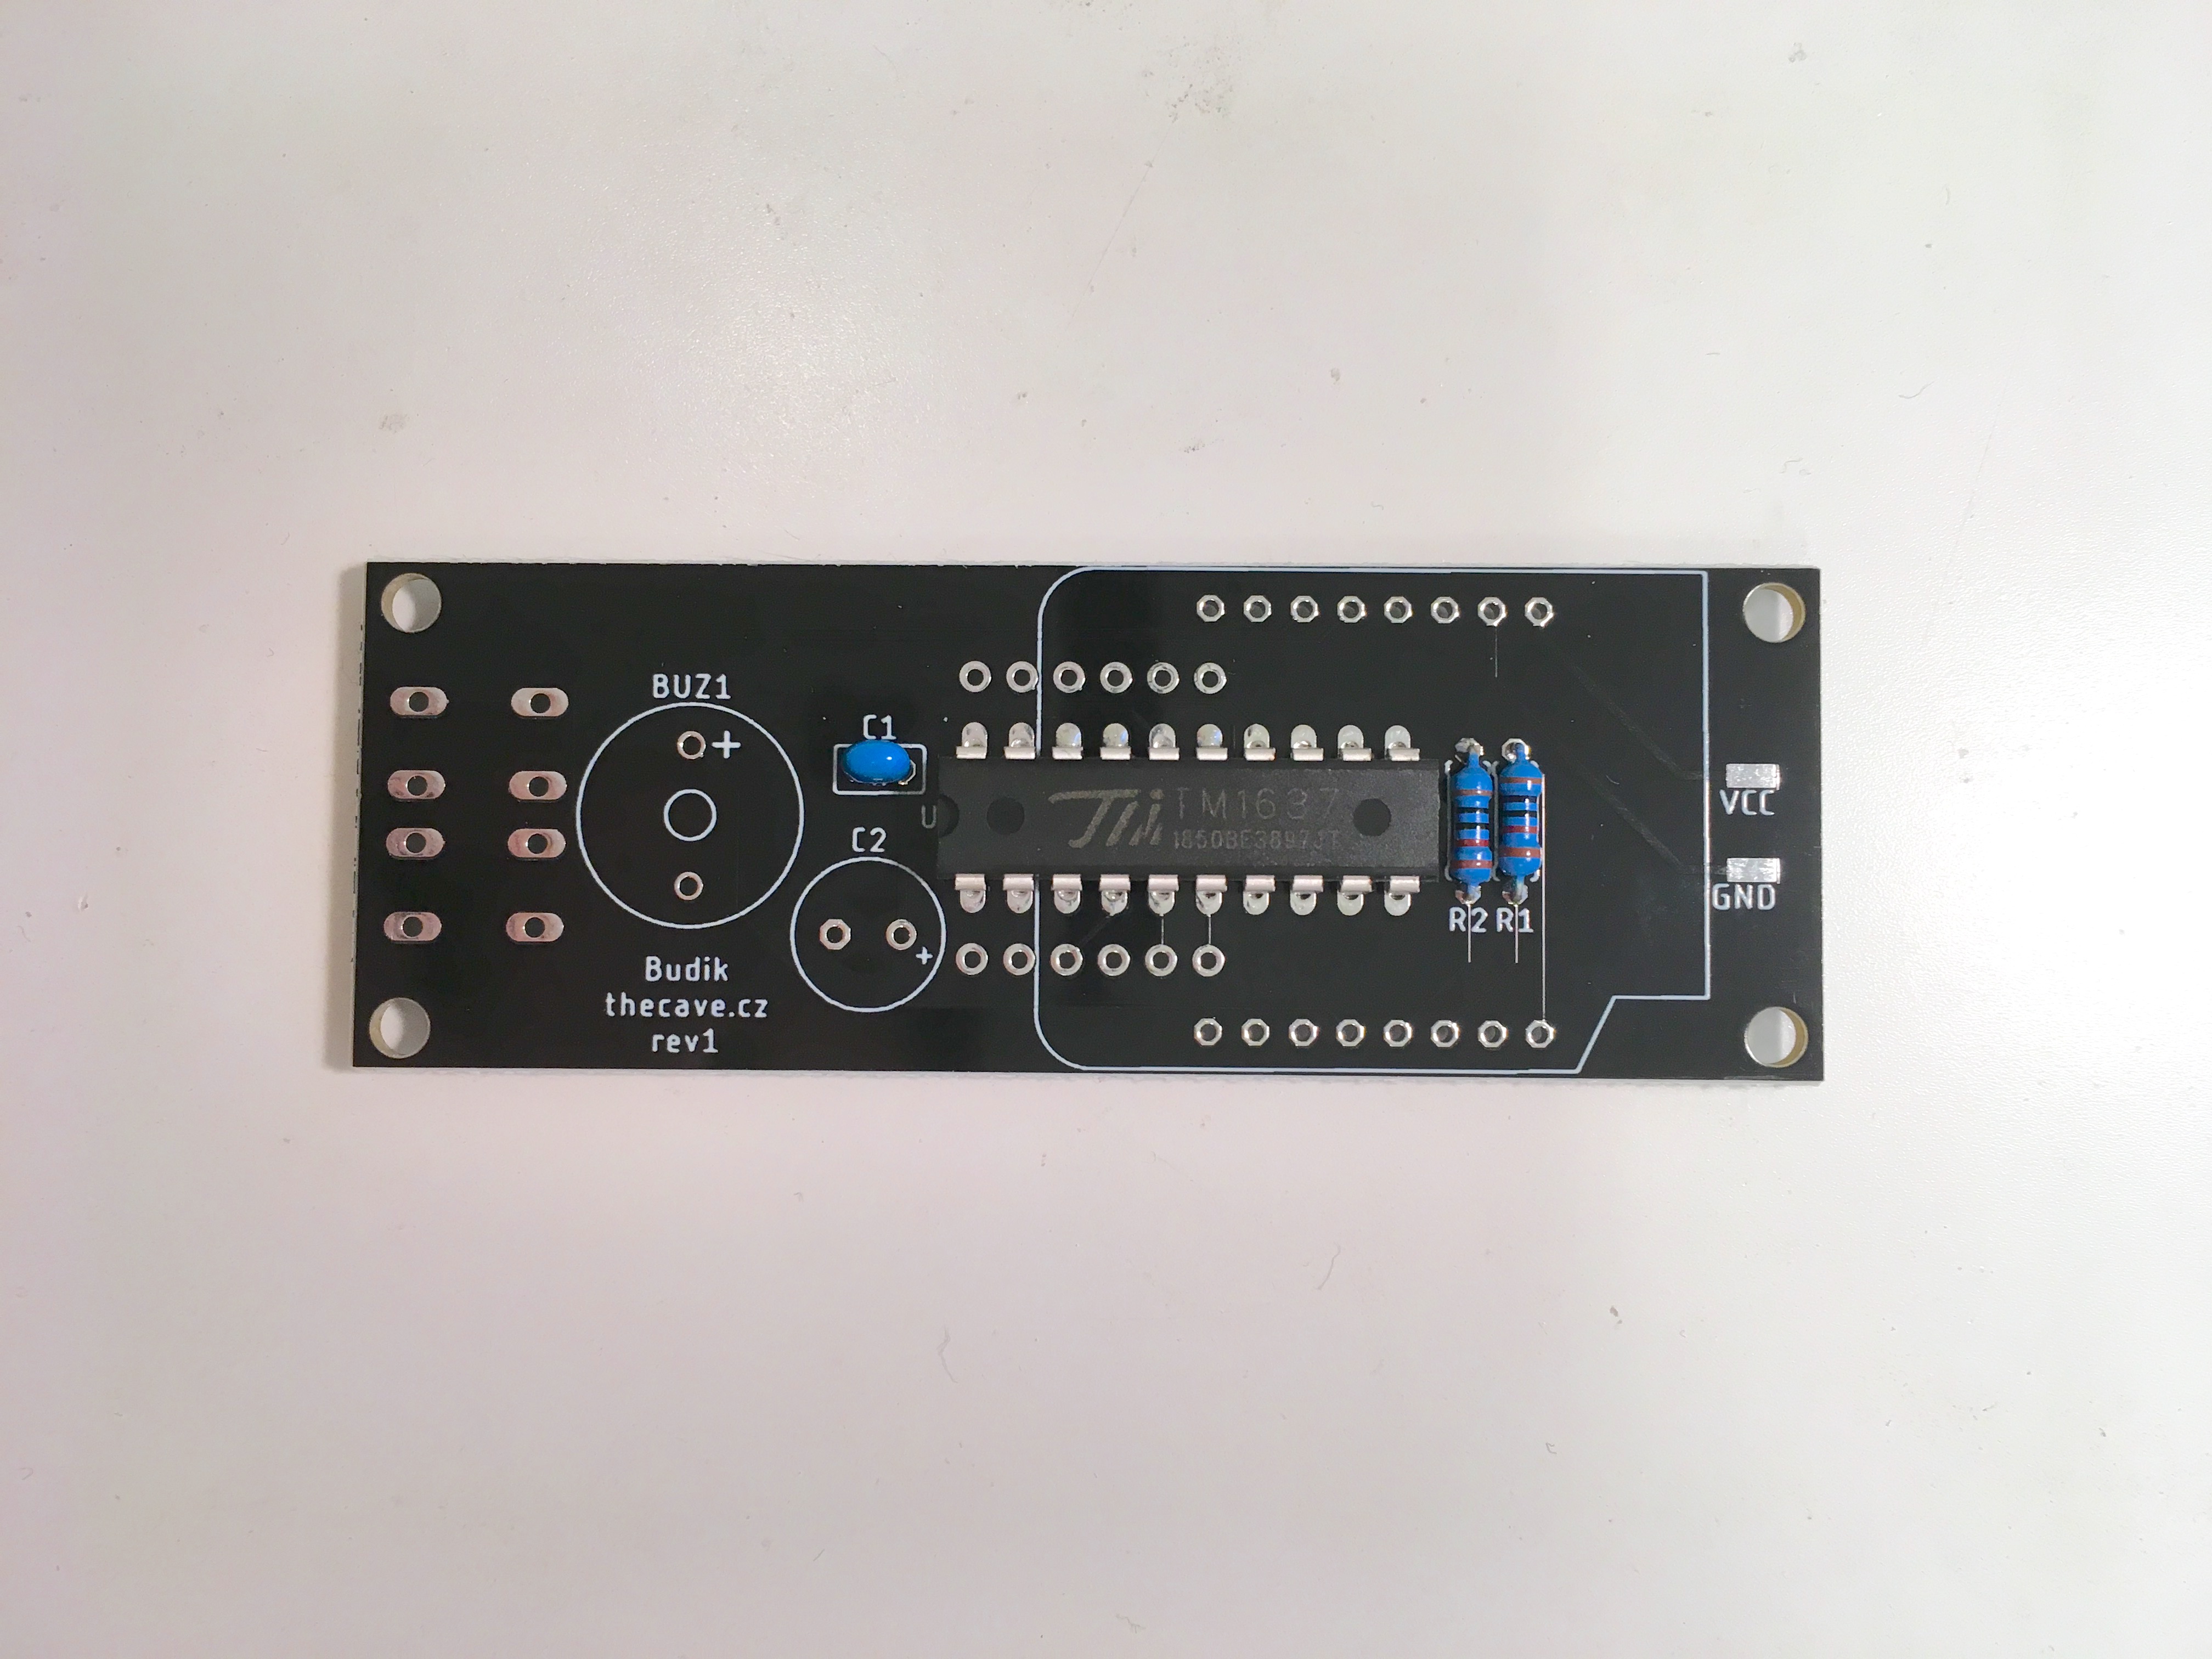 BUZ1
+
C1
VCC
U
TM1637
C2
GND
R2 R1
+
Budik
thecave.cz
rev1